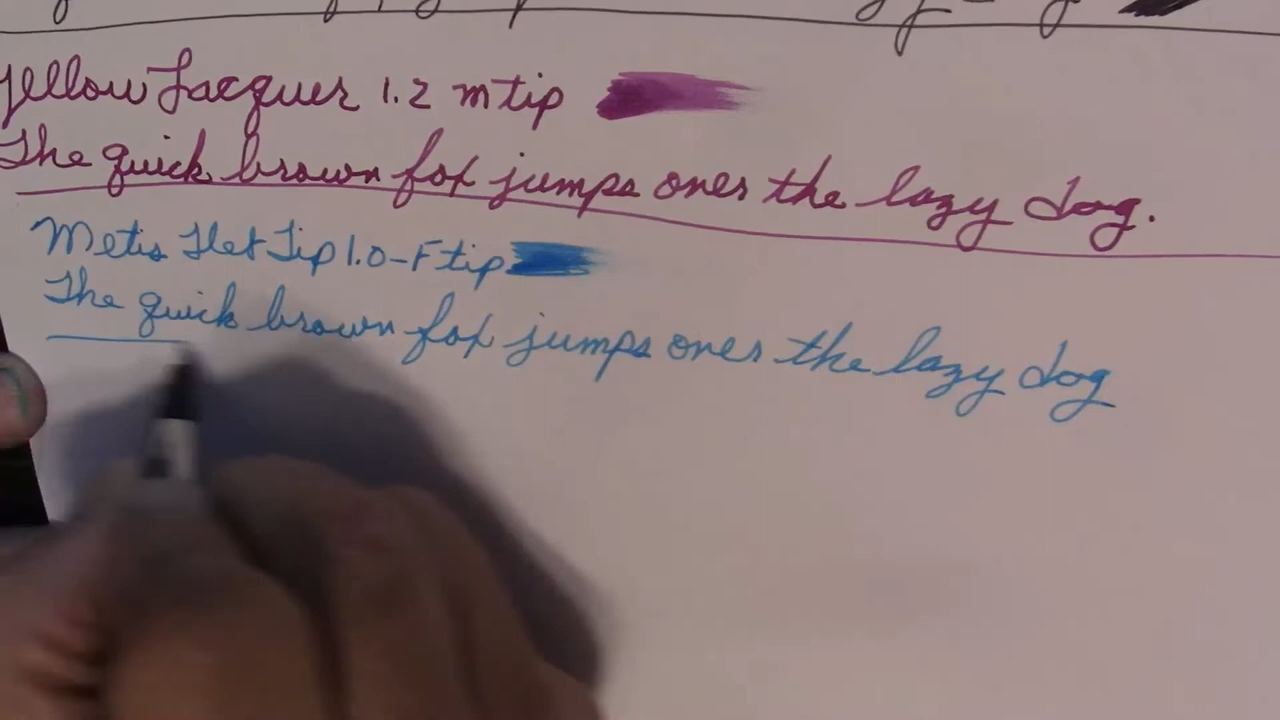 Yellow Lacquer 1.2 m tip
The quick brown fox jumps over the lazy dog.
Metis Flet Tip 1.0-F tip
The quick brown fox jumps over the lazy dog